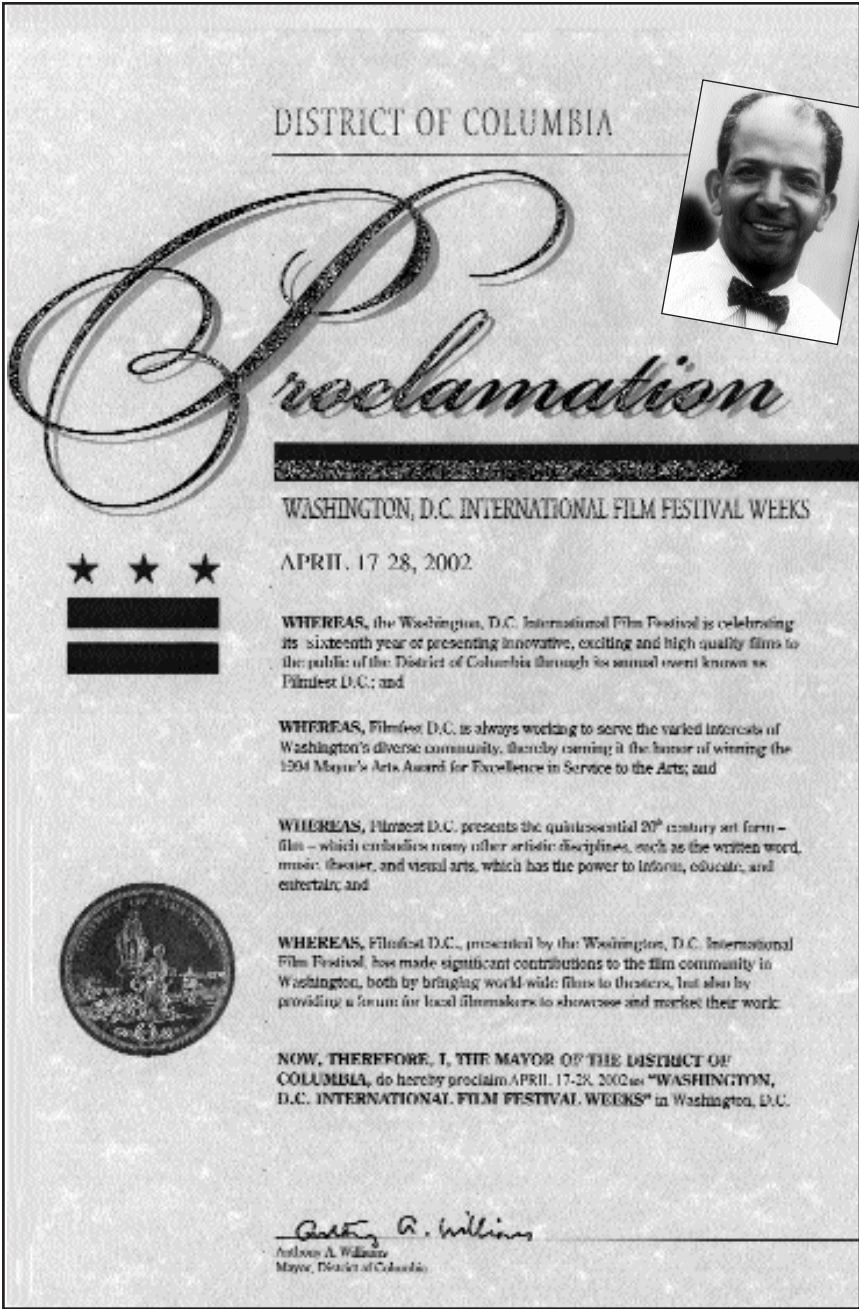 DISTRICT OF COLUMBIA
Proclamation
WASHINGTON, D.C. INTERNATIONAL FILM FESTIVAL WEEKS
APRIL 17-28, 2002
WHEREAS, the Washington, D.C. International Film Festival is celebrating
its sixteenth year of presenting innovative, exciting and high quality films to
the public of the District of Columbia through its annual event known as
Filmfest D.C.; and
WHEREAS, Filmfest D.C. is always working to serve the varied interests of
Washington's diverse community, thereby earning it the honor of winning the
1994 Mayor's Arts Award for Excellence in Service to the Arts; and
WHEREAS, Filmfest D.C. presents the quintessential 20th century art form –
film – which embodies many other artistic disciplines, such as the written word,
music, theater, and visual arts, which has the power to inform, educate, and
entertain; and
WHEREAS, Filmfest D.C., presented by the Washington, D.C. International
Film Festival, has made significant contributions to the film community in
Washington, both by bringing world-wide films to theaters, but also by
providing a forum for local filmmakers to showcase and market their work:
NOW, THEREFORE, I, THE MAYOR OF THE DISTRICT OF
COLUMBIA, do hereby proclaim APRIL 17-28, 2002 as "WASHINGTON,
D.C. INTERNATIONAL FILM FESTIVAL WEEKS" in Washington, D.C.
Anthony A. Williams
Anthony A. Williams
Mayor, District of Columbia